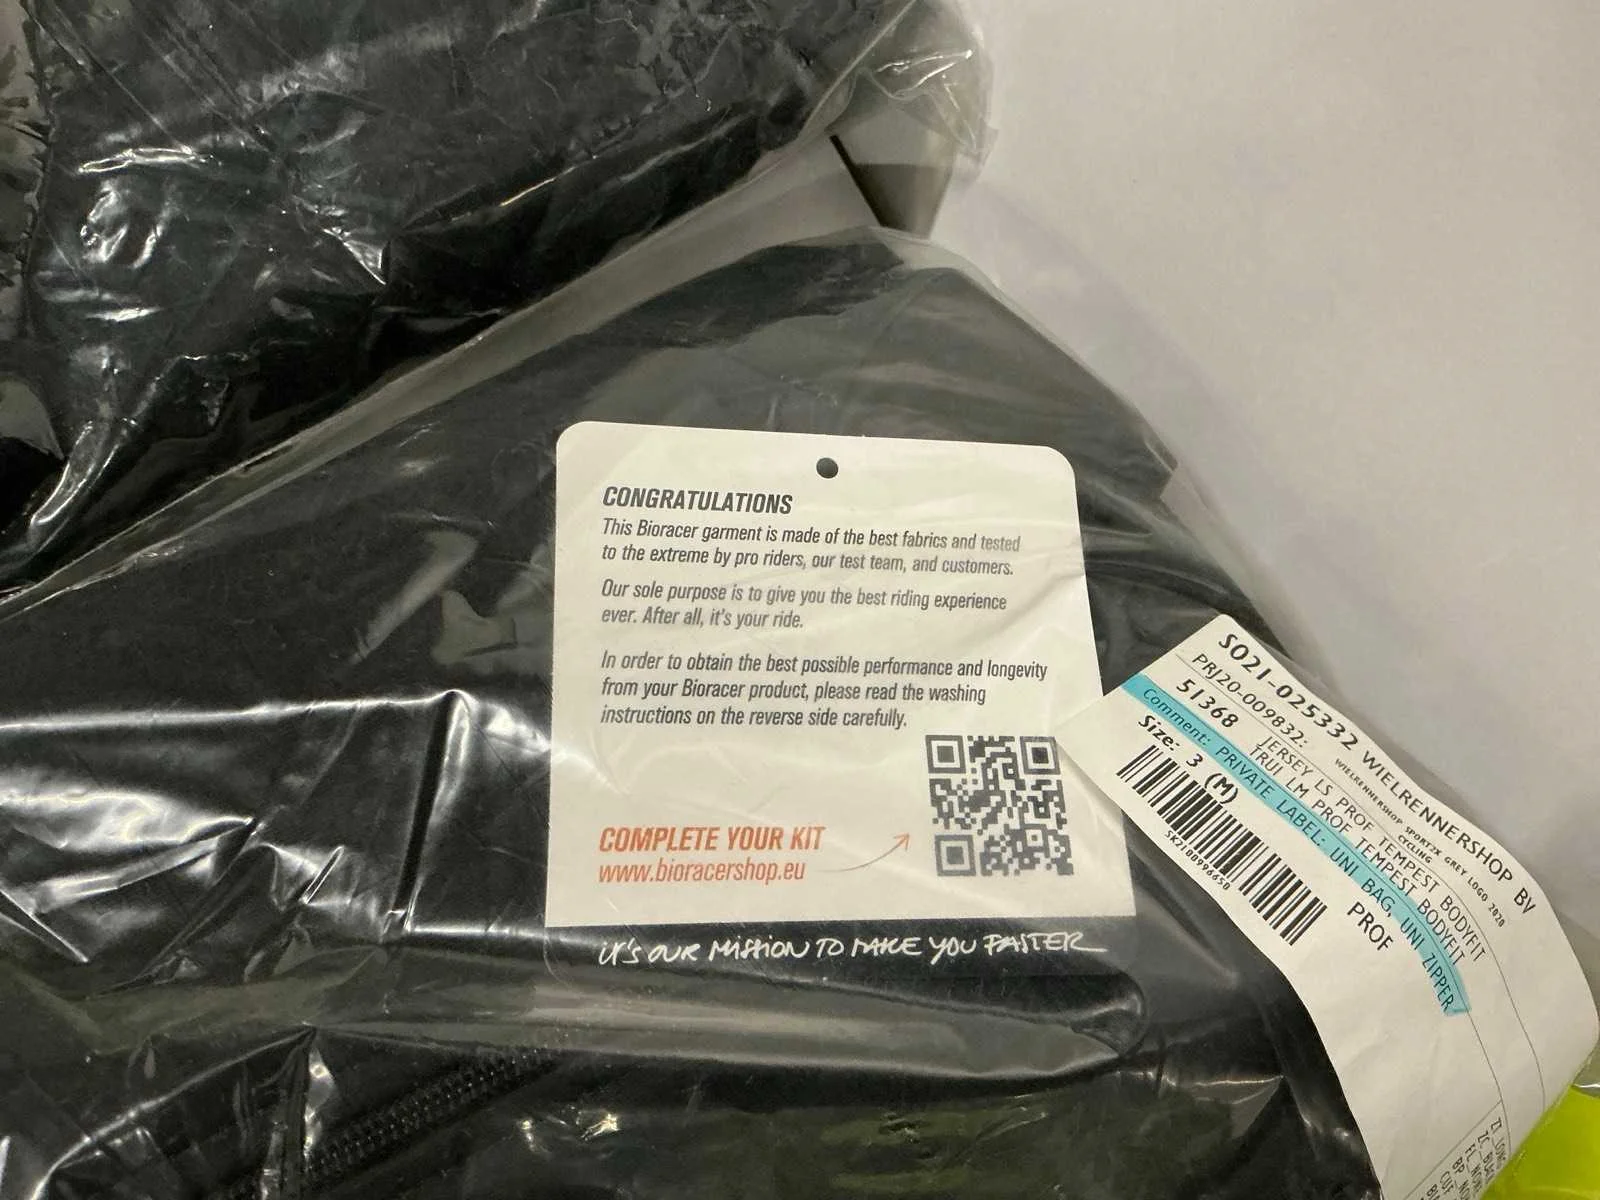 CONGRATULATIONS
This Bioracer garment is made of the best fabrics and tested
to the extreme by pro riders, our test team, and customers.
Our sole purpose is to give you the best riding experience
ever. After all, it's your ride.
In order to obtain the best possible performance and longevity
from your Bioracer product, please read the washing
instructions on the reverse side carefully.
COMPLETE YOUR KIT
www.bioracershop.eu
IT'S OUR MISSION TO MAKE YOU FASTER
SO21-025332 WIELRENNERSHOP BV
PRJ20-009832: WIELRENNERSHOP SPORT2X GREY LOGO 2020
CYCLING
51368 JERSEY LS PROF TEMPEST BODYFIT
TRUI LM PROF TEMPEST BODYFIT
Comment: PRIVATE LABEL: UNI BAG, UNI ZIPPER
Size: 3 (M) PROF
SK2100996650